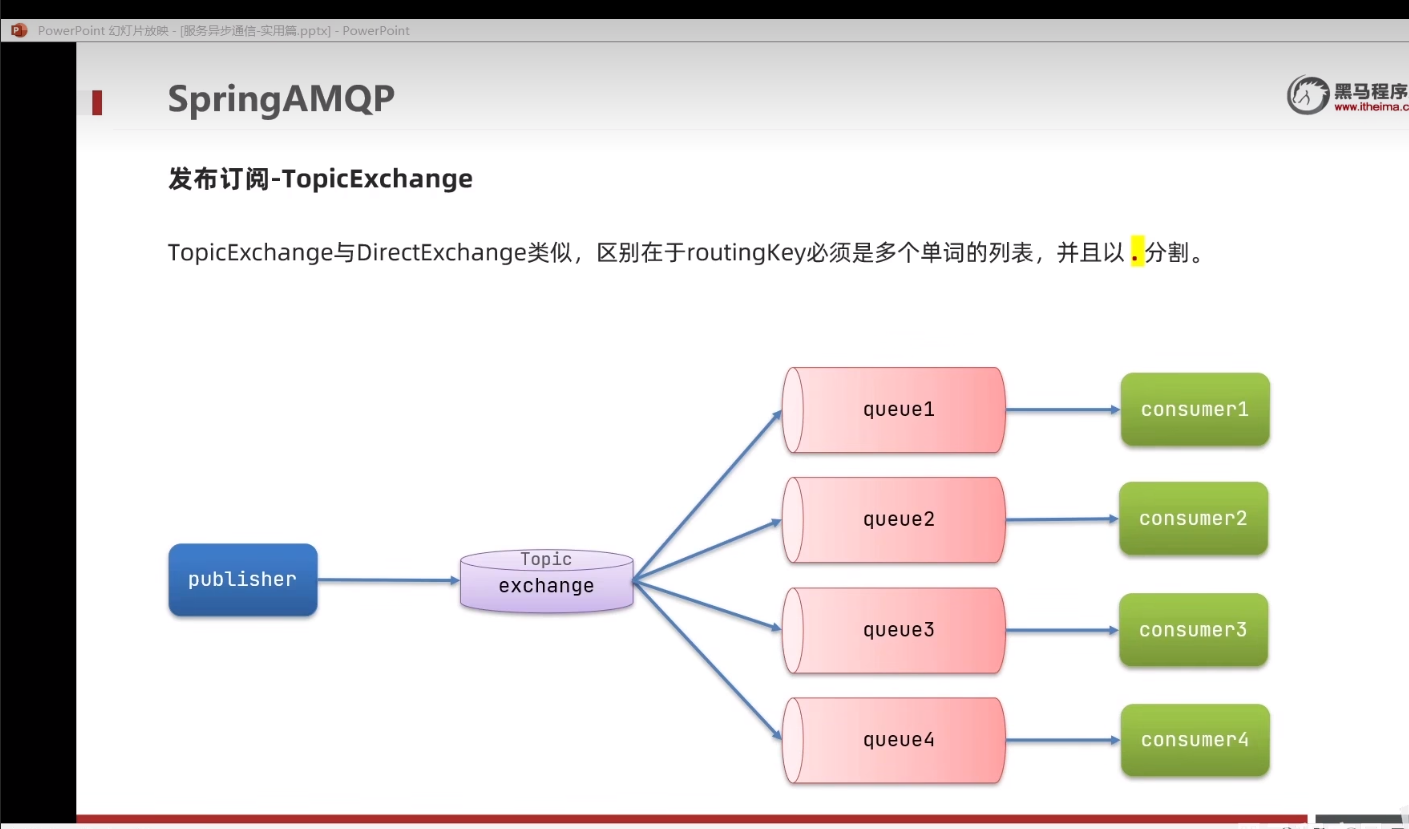 PowerPoint 幻灯片放映 - [服务异步通信-实用篇.pptx] - PowerPoint
SpringAMQP
黑马程序
www.itheima.c
发布订阅-TopicExchange
TopicExchange与DirectExchange类似，区别在于routingKey必须是多个单词的列表，并且以 . 分割。
queue1
consumer1
queue2
consumer2
Topic
exchange
publisher
queue3
consumer3
queue4
consumer4